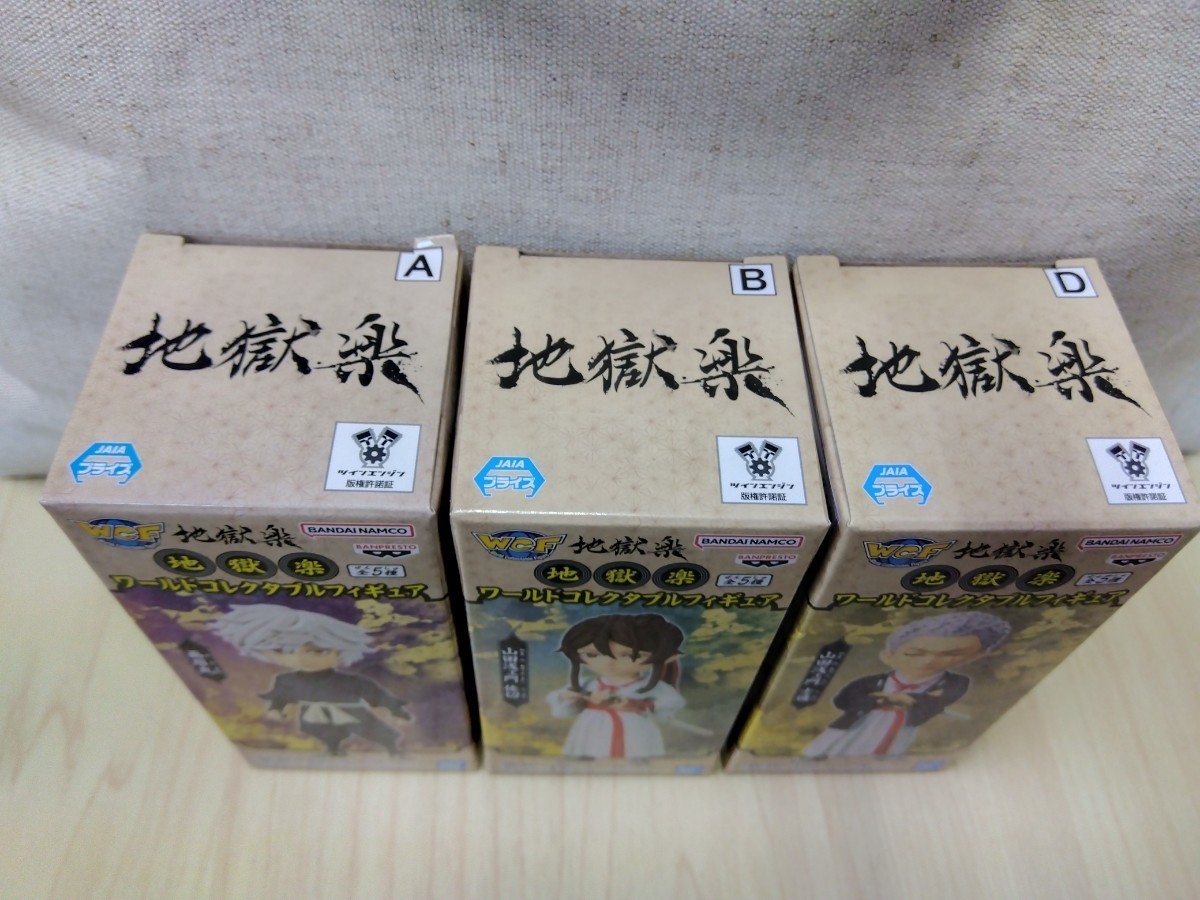 A
地獄楽
JAIA
プライズ
ツインエンジン
版権許諾証
WCF
地獄楽
BANDAI NAMCO
BANPRESTO
地獄楽
全5種
ワールドコレクタブルフィギュア
B
地獄楽
JAIA
プライズ
ツインエンジン
版権許諾証
WCF
地獄楽
BANDAI NAMCO
BANPRESTO
地獄楽
全5種
ワールドコレクタブルフィギュア
D
地獄楽
JAIA
プライズ
ツインエンジン
版権許諾証
WCF
地獄楽
BANDAI NAMCO
BANPRESTO
地獄楽
全5種
ワールドコレクタブルフィギュア